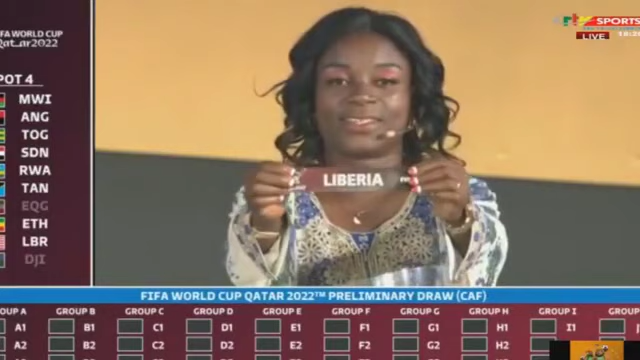 FIFA WORLD CUP
Qatar2022
SPORTS
LIVE
POT 4
MWI
ANG
TOG
SDN
RWA
TAN
EQG
ETH
LBR
DJI
LIBERIA
FIFA WORLD CUP QATAR 2022™ PRELIMINARY DRAW (CAF)
GROUP A GROUP B GROUP C GROUP D GROUP E GROUP F GROUP G GROUP H GROUP I GROUP
A1 B1 C1 D1 E1 F1 G1 H1 I1
A2 B2 C2 D2 E2 F2 G2 H2